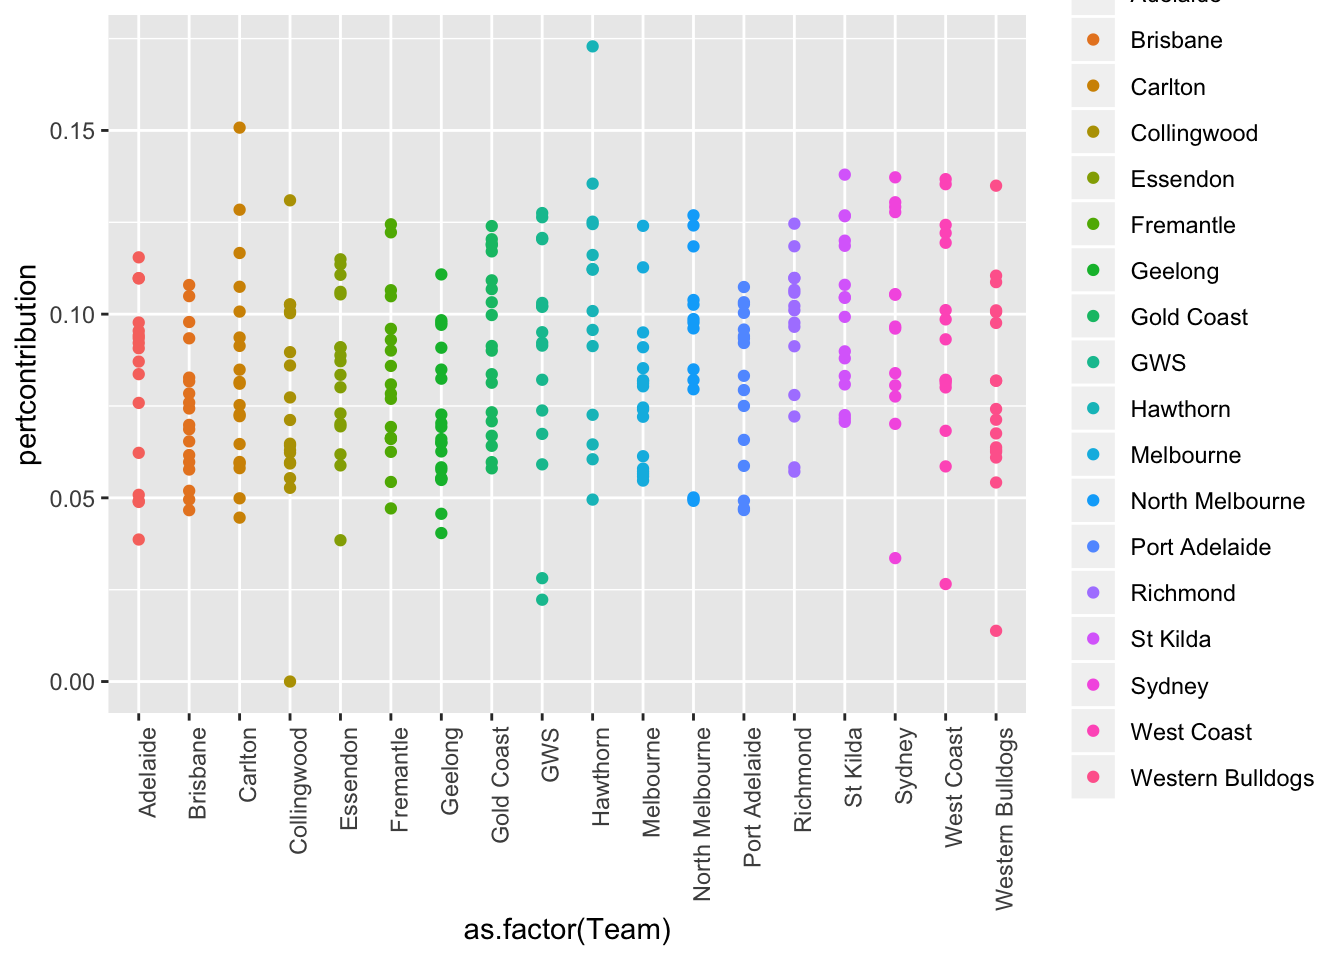 pertcontribution
0.15
0.10
0.05
0.00
Adelaide
Brisbane
Carlton
Collingwood
Essendon
Fremantle
Geelong
Gold Coast
GWS
Hawthorn
Melbourne
North Melbourne
Port Adelaide
Richmond
St Kilda
Sydney
West Coast
Western Bulldogs
as.factor(Team)
Adelaide
Brisbane
Carlton
Collingwood
Essendon
Fremantle
Geelong
Gold Coast
GWS
Hawthorn
Melbourne
North Melbourne
Port Adelaide
Richmond
St Kilda
Sydney
West Coast
Western Bulldogs